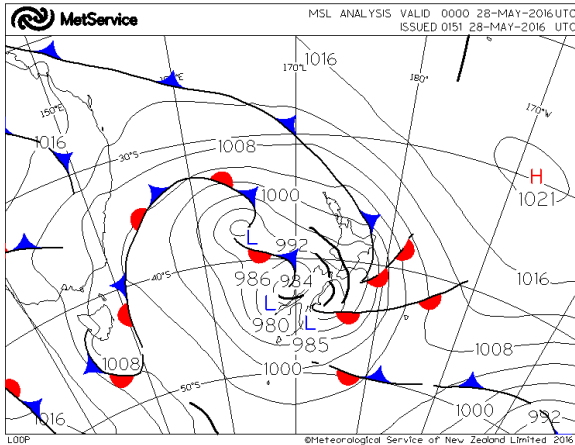 MetService
MSL ANALYSIS VALID 0000 28-MAY-2016 UTC
ISSUED 0151 28-MAY-2016 UTC
170°E
1016
180°
170°W
150°E
160°E
1016
30°S
1008
H
1021
1000
L
992
40°S
986
984
1016
L
980
L
985
1008
1008
1000
50°S
1000
992
1016
L
LOOP
©Meteorological Service of New Zealand Limited 2016